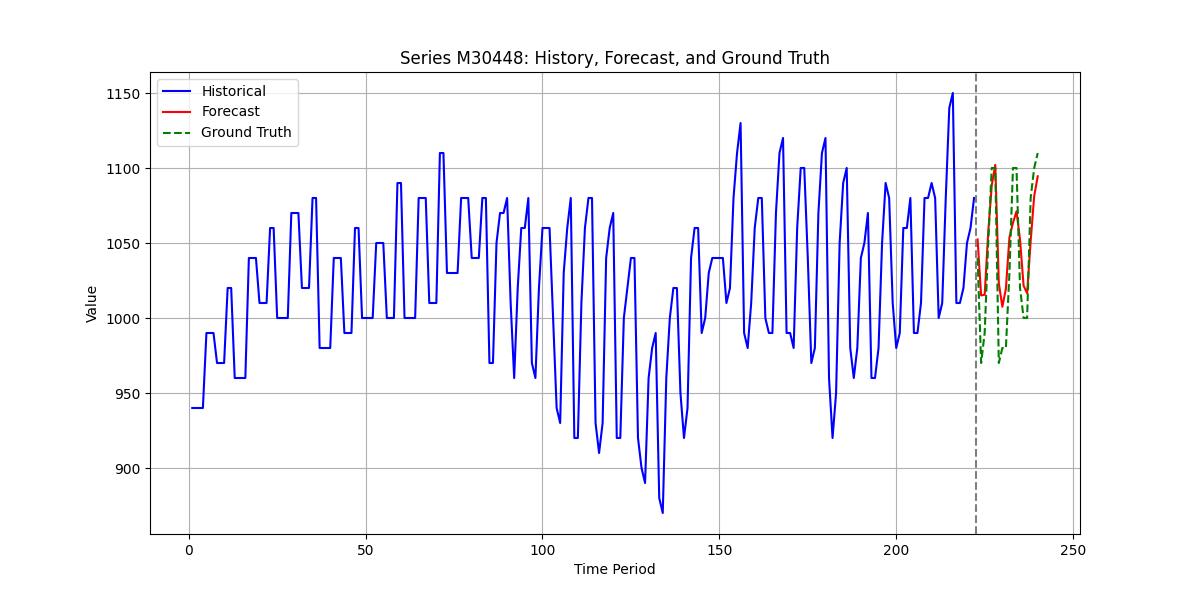 Series M30448: History, Forecast, and Ground Truth
Historical
Forecast
Ground Truth
Value
1150
1100
1050
1000
950
900
0 50 100 150 200 250
Time Period